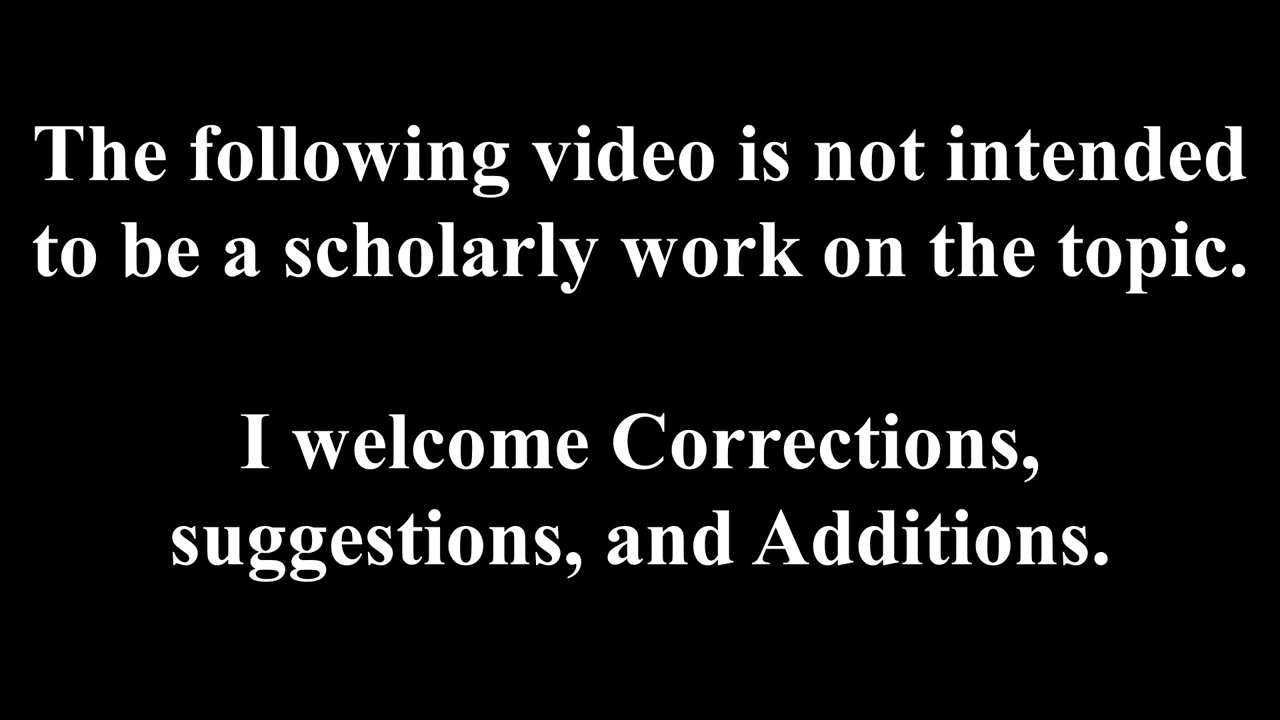 The following video is not intended
to be a scholarly work on the topic.
I welcome Corrections,
suggestions, and Additions.